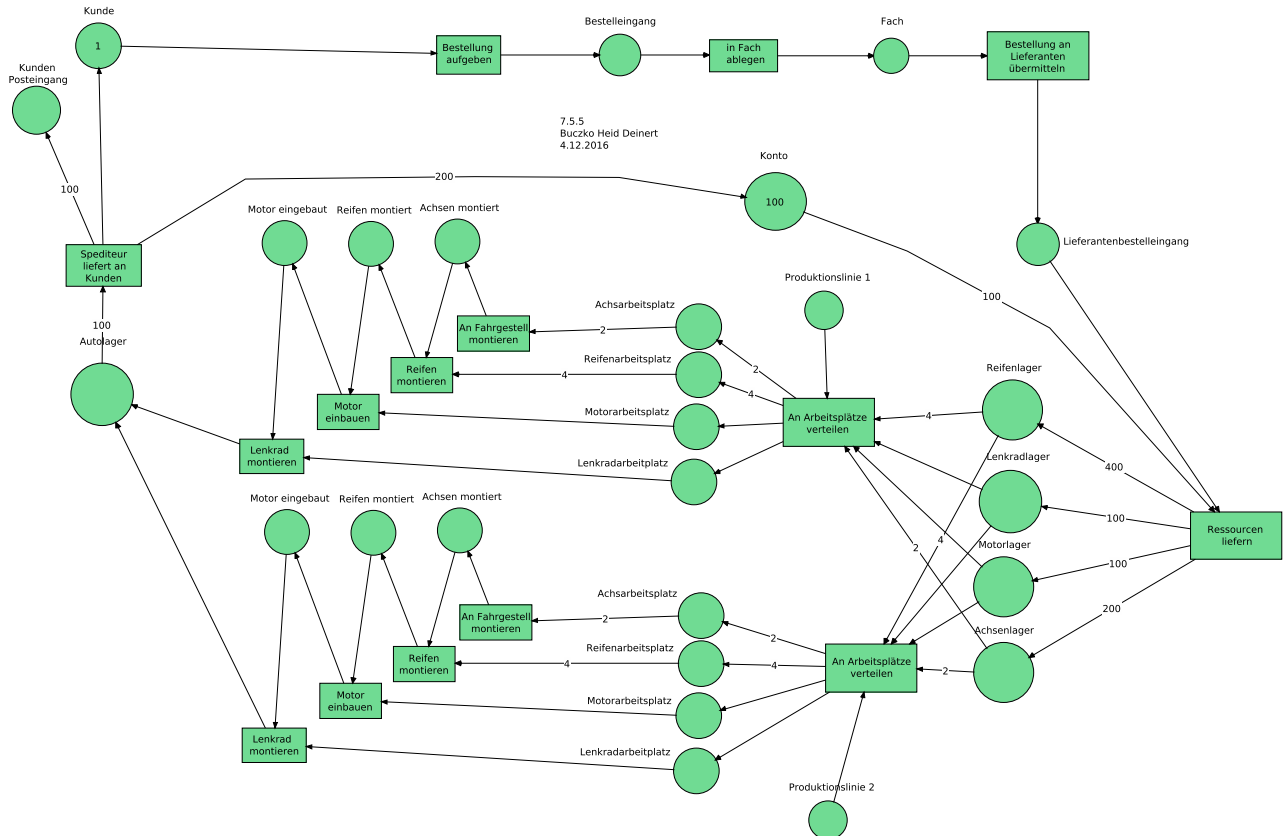 Kunde
1
Bestellung
aufgeben
Bestelleingang
in Fach
ablegen
Fach
Bestellung an
Lieferanten
übermitteln
Kunden
Posteingang
7.5.5
Buczko Heid Deinert
4.12.2016
Konto
100
100
200
Motor eingebaut
Reifen montiert
Achsen montiert
Lieferantenbestelleingang
Spediteur
liefert an
Kunden
Produktionslinie 1
100
100
Autolager
Achsarbeitsplatz
An Fahrgestell
montieren
2
Reifenarbeitsplatz
Reifen
montieren
4
2
4
Reifenlager
Motorarbeitsplatz
Motor
einbauen
An Arbeitsplätze
verteilen
4
Lenkradarbeitplatz
Lenkrad
montieren
Lenkradlager
400
100
Motor eingebaut
Reifen montiert
Achsen montiert
Ressourcen
liefern
2
4
Motorlager
100
Achsarbeitsplatz
An Fahrgestell
montieren
2
200
Achsenlager
2
Reifenarbeitsplatz
Reifen
montieren
4
4
An Arbeitsplätze
verteilen
2
Motorarbeitsplatz
Motor
einbauen
Lenkradarbeitplatz
Lenkrad
montieren
Produktionslinie 2